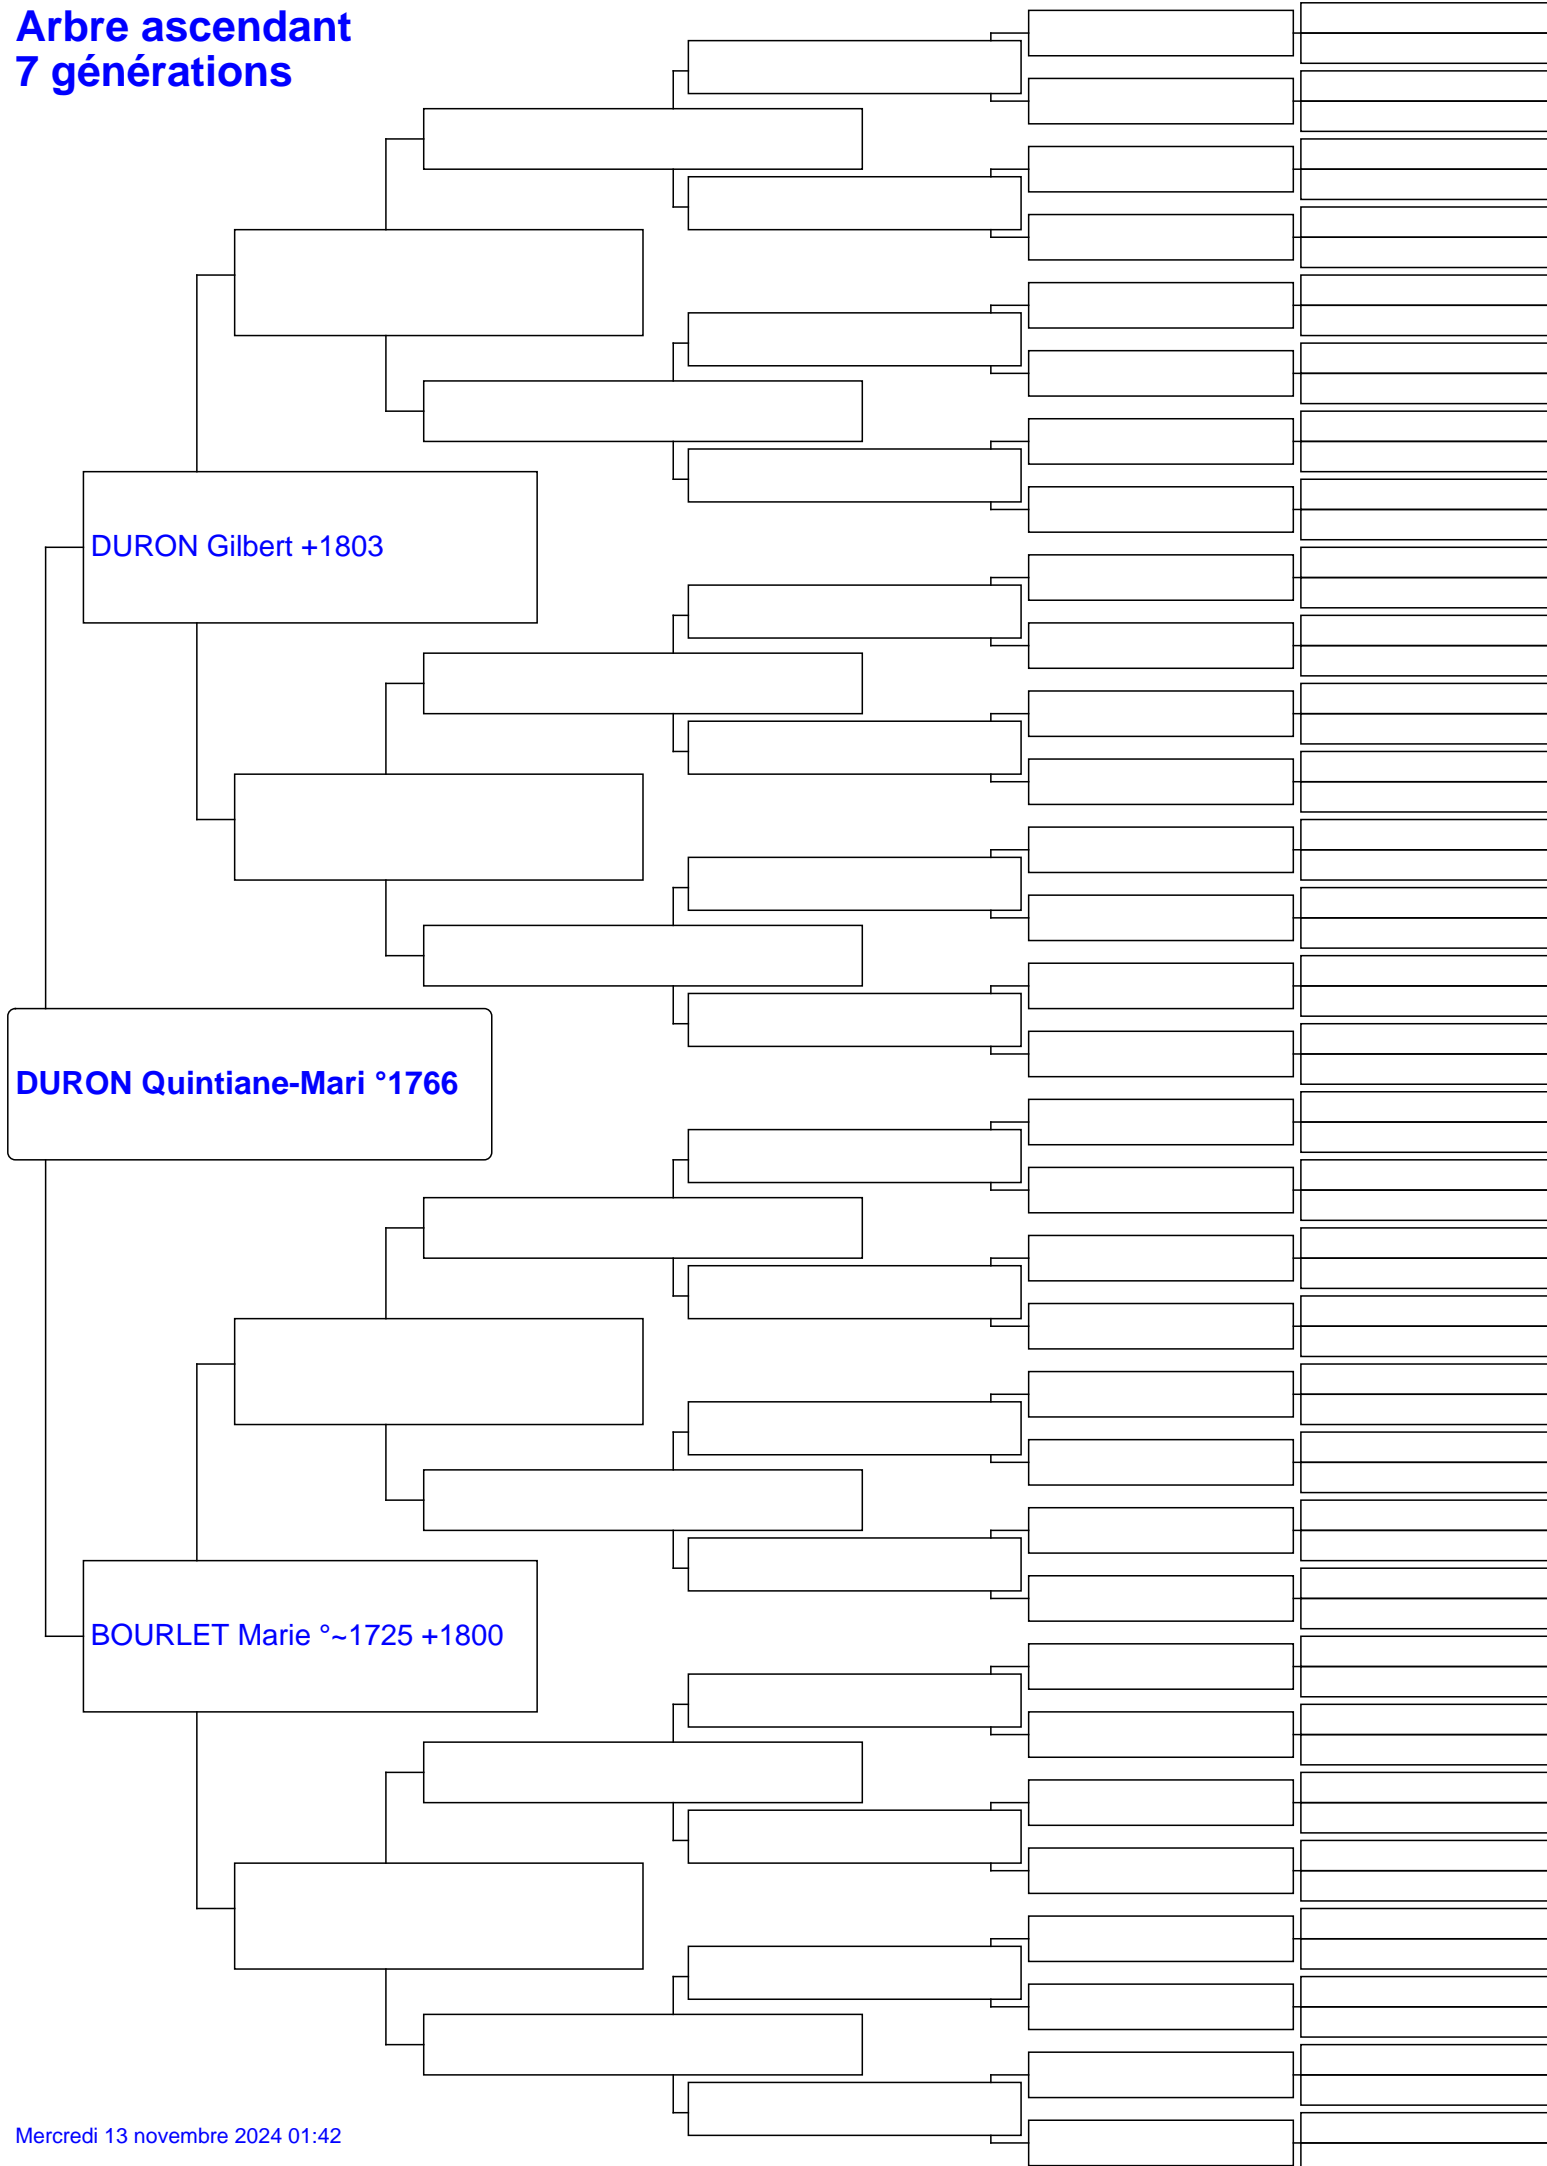 Arbre ascendant
7 générations
DURON Gilbert +1803
DURON Quintiane-Mari °1766
BOURLET Marie °~1725 +1800
Mercredi 13 novembre 2024 01:42